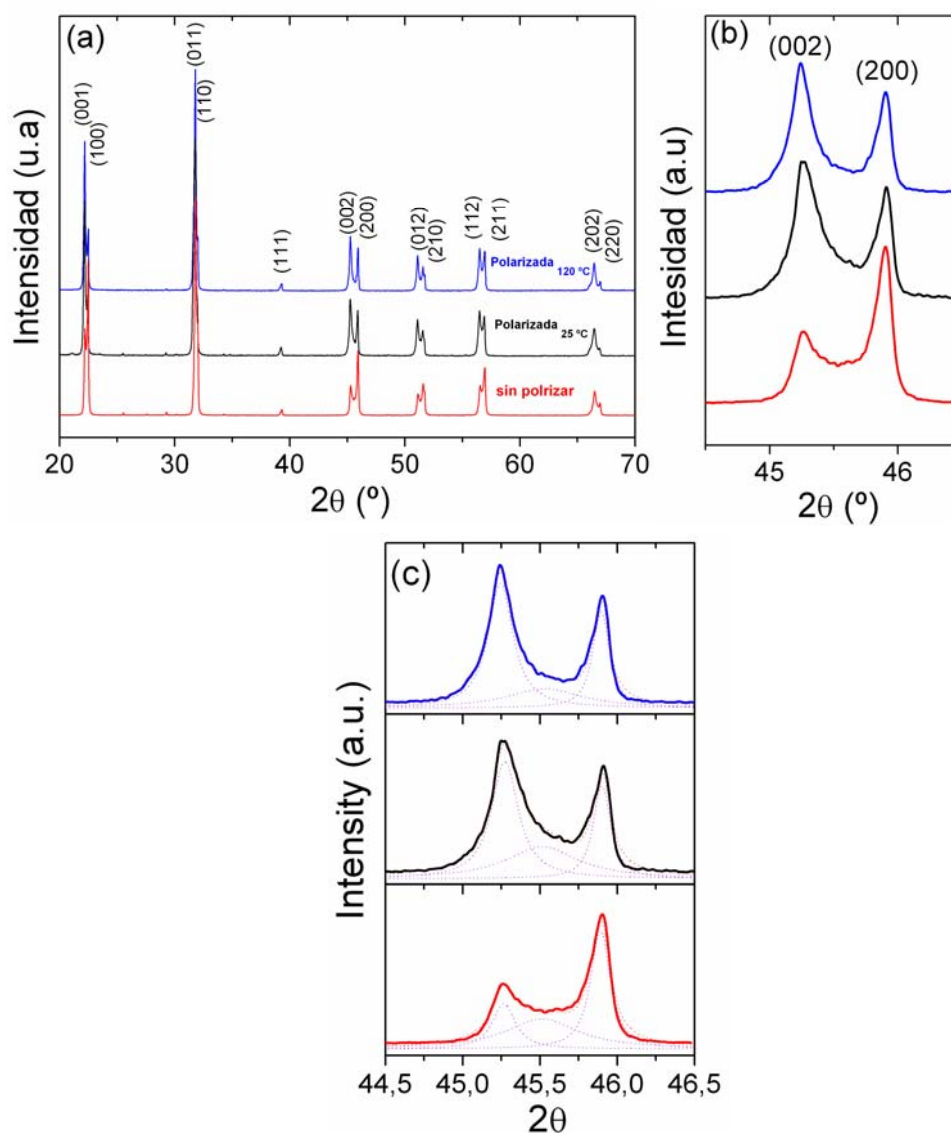 (a)
Intensidad (u.a)
(001)
(100)
(011)
(110)
(111)
(002)
(200)
(012)
(210)
(112)
(211)
(202)
(220)
Polarizada 120 ºC
Polarizada 25 ºC
sin polrizar
20 30 40 50 60 70
2θ (º)
(b)
Intesidad (a.u)
(002)
(200)
45 46
2θ (º)
(c)
Intensity (a.u.)
44,5 45,0 45,5 46,0 46,5
2θ